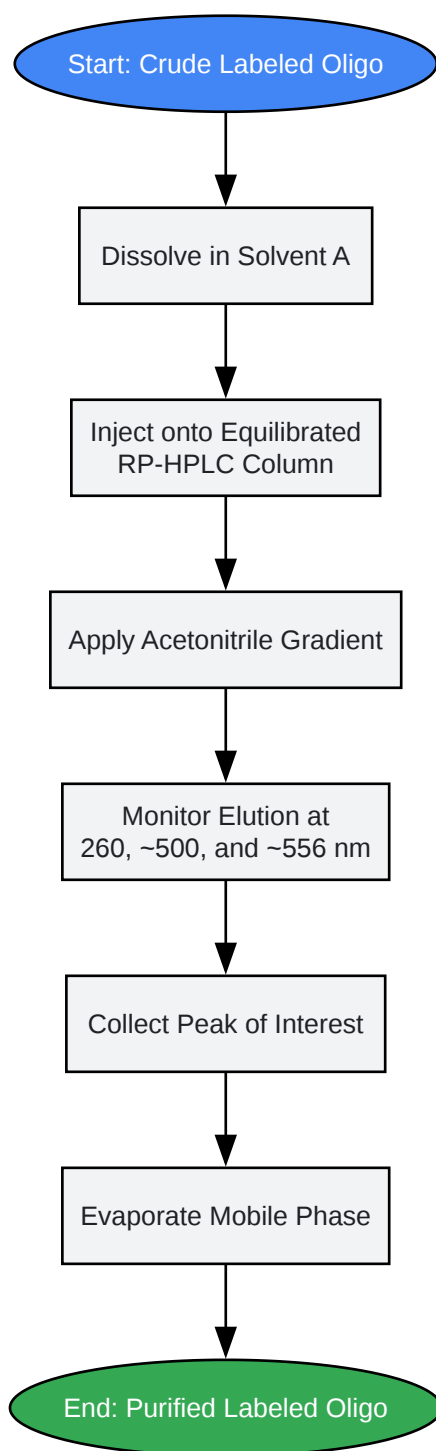 Start: Crude Labeled Oligo
Dissolve in Solvent A
Inject onto Equilibrated
RP-HPLC Column
Apply Acetonitrile Gradient
Monitor Elution at
260, ~500, and ~556 nm
Collect Peak of Interest
Evaporate Mobile Phase
End: Purified Labeled Oligo